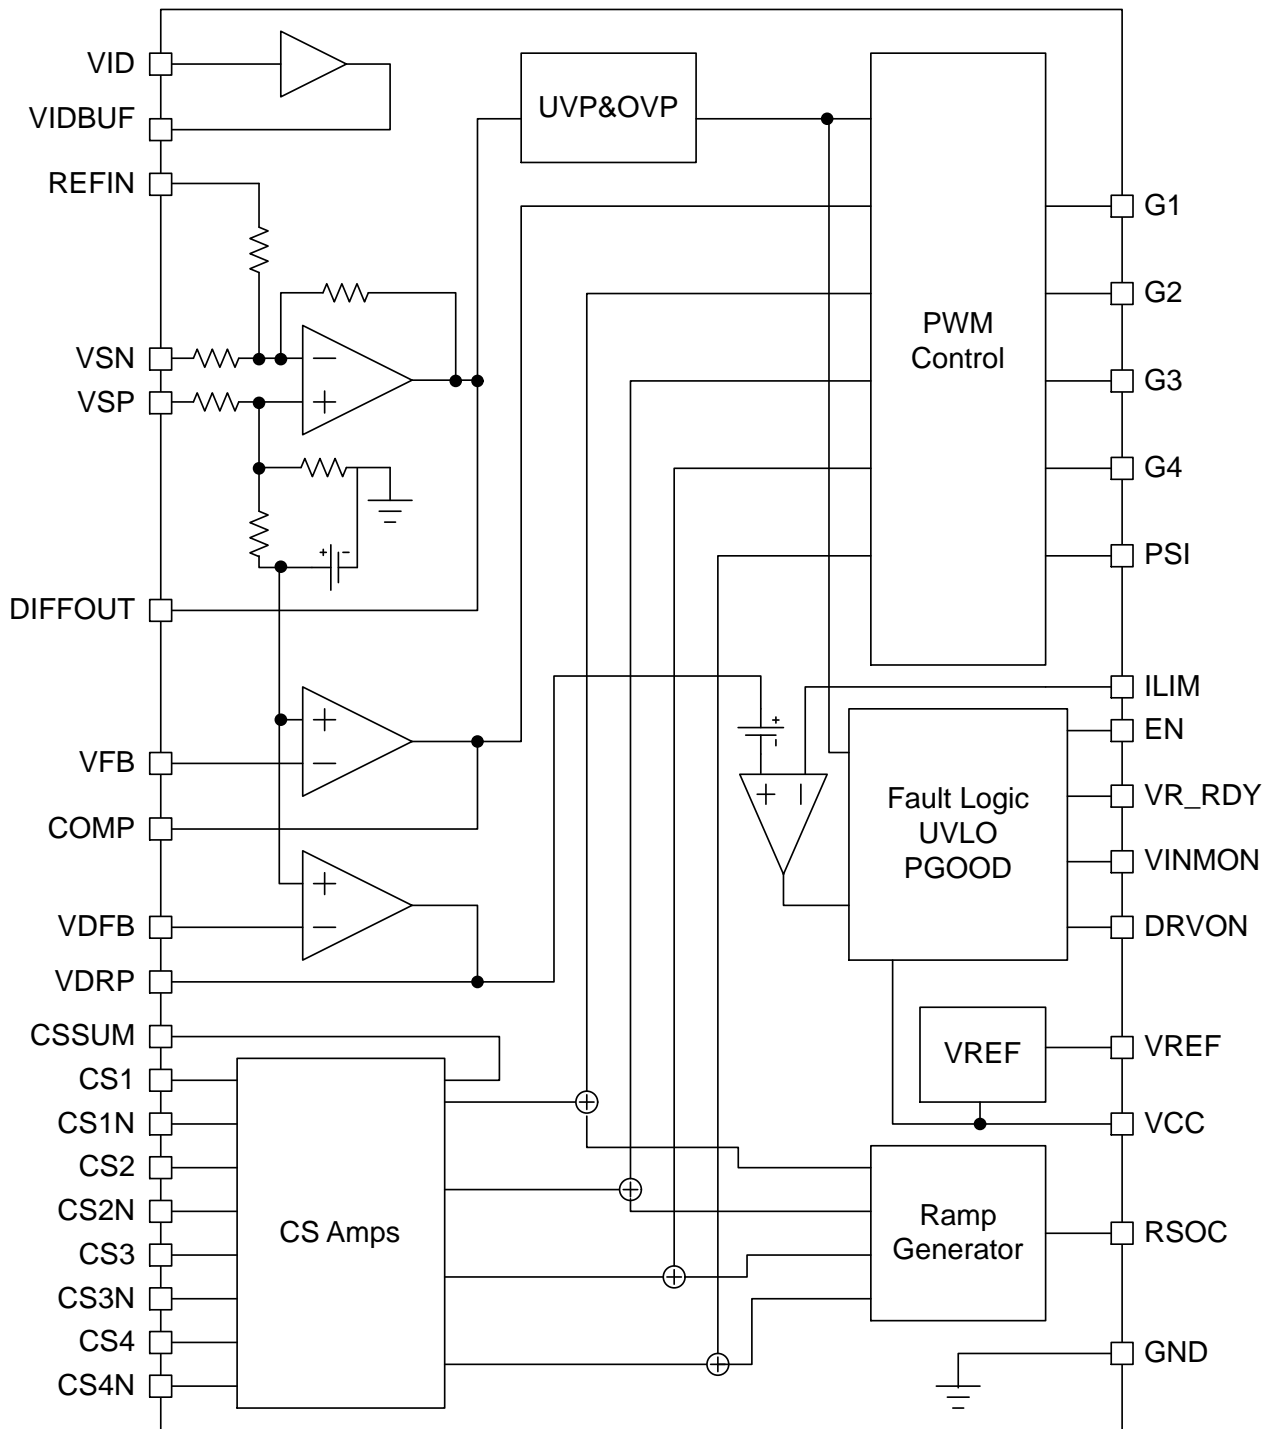 VID
VIDBUF
REFIN
VSN
VSP
DIFFOUT
VFB
COMP
VDFB
VDRP
CSSUM
CS1
CS1N
CS2
CS2N
CS3
CS3N
CS4
CS4N
UVP&OVP
PWM
Control
Fault Logic
UVLO
PGOOD
VREF
CS Amps
Ramp
Generator
G1
G2
G3
G4
PSI
ILIM
EN
VR_RDY
VINMON
DRVON
VREF
VCC
RSOC
GND